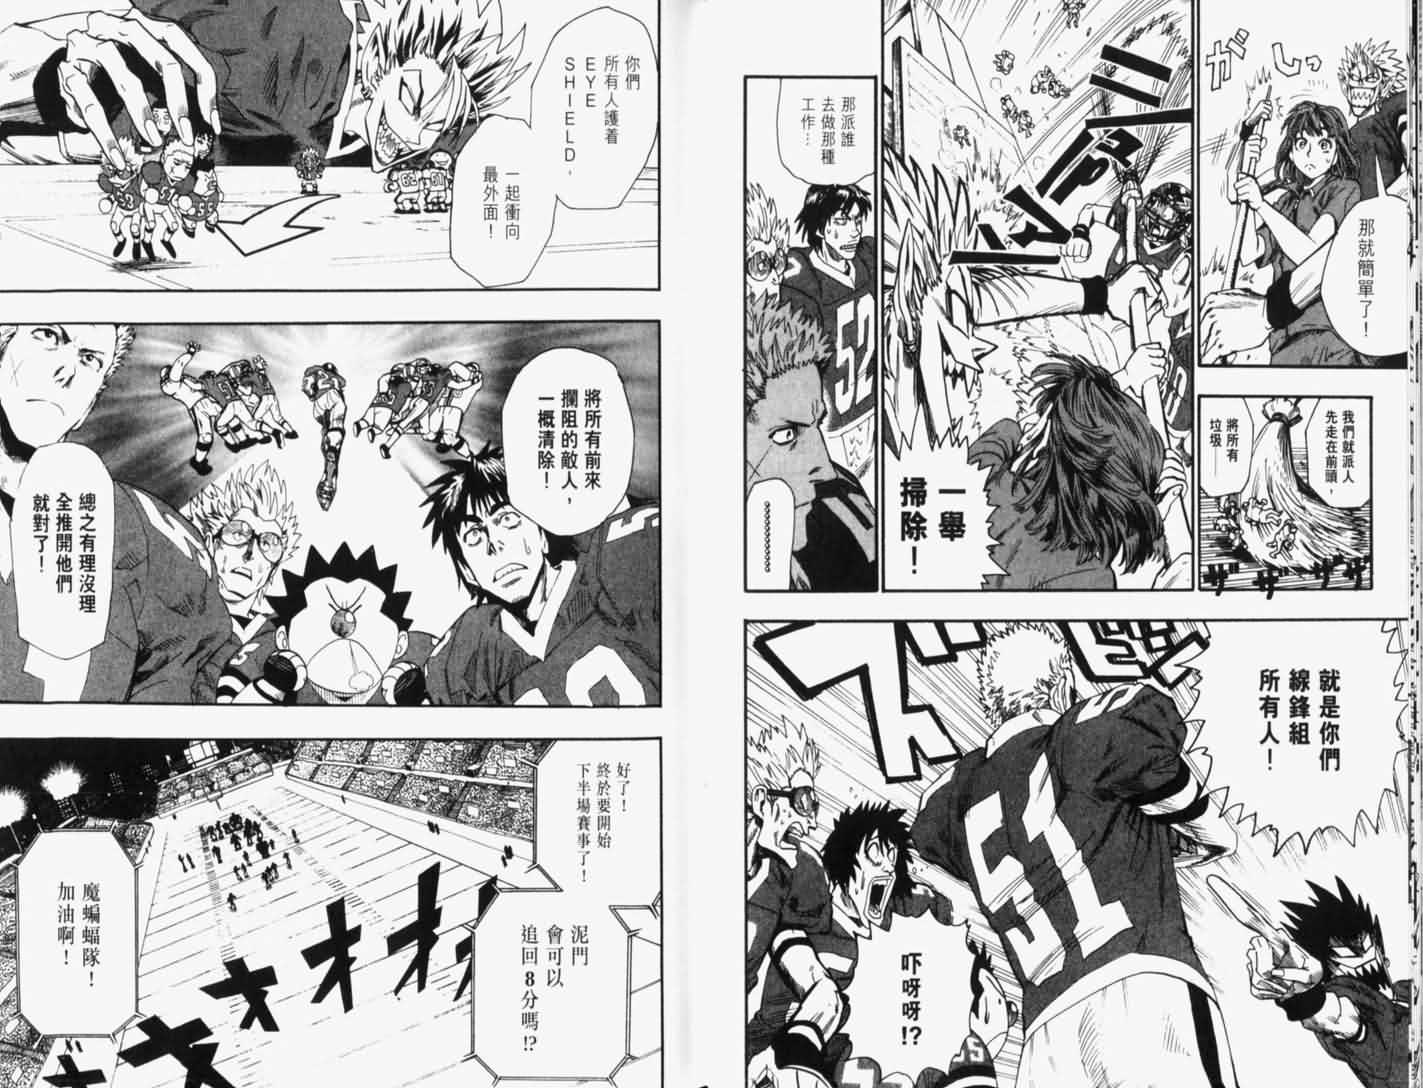 ガシッ
那就簡單了！
我們就派人
先走在前頭，
將所有
垃圾——
ザ
ザ
ザ
一舉
掃除！
那派誰
去做那種
工作…
…………
就是你們
線鋒組
所有人！
吓呀呀!?
51
52
你們
所有人護着
EYE
SHIELD，
一起衝向
最外面！
將所有前來
攔阻的敵人，
一概清除！
總之有理沒理
全推開他們
就對了！
好了！
終於要開始
下半場賽事了！
泥門
會可以
追回8分嗎!?
魔蝙蝠隊！
加油啊！